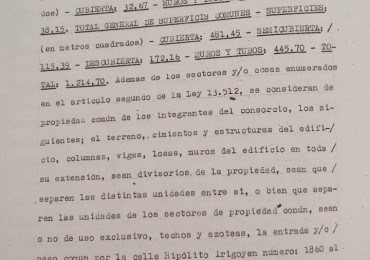 dos) - CUBIERTA: 12.67 - MUROS Y
38.15. TOTAL GENERAL DE SUPERFICIS COMUNES - SUPERFICIES:
(en metros cuadrados) - CUBIERTA: 481.45 - SEMICUBIERTA: /
115.39 - DESCUBIERTA: 172.16 - MUROS Y TUBOS: 445.70 - TO-
TAL: 1.214,70. Ademas de los sectores y/o cosas enumerados
en el articulo segundo de la Ley 13.512, se consideran de
propiedad común de los integrantes del consorcio, los si-
guientes; el terreno, cimientos y estructuras del edifi-/
cio, columnas, vigas, losas, muros del edificio en toda /
su extensión, sean divisorios de la propiedad, sean que /
separen las distintas unidades entre si, o bien que sepa-
ren las unidades de los sectores de propiedad común, sean
o no de uso exclusivo, techos y azoteas, la entrada y/o /
paso común por la calle Hipólito Irigoyen número: 1860 el